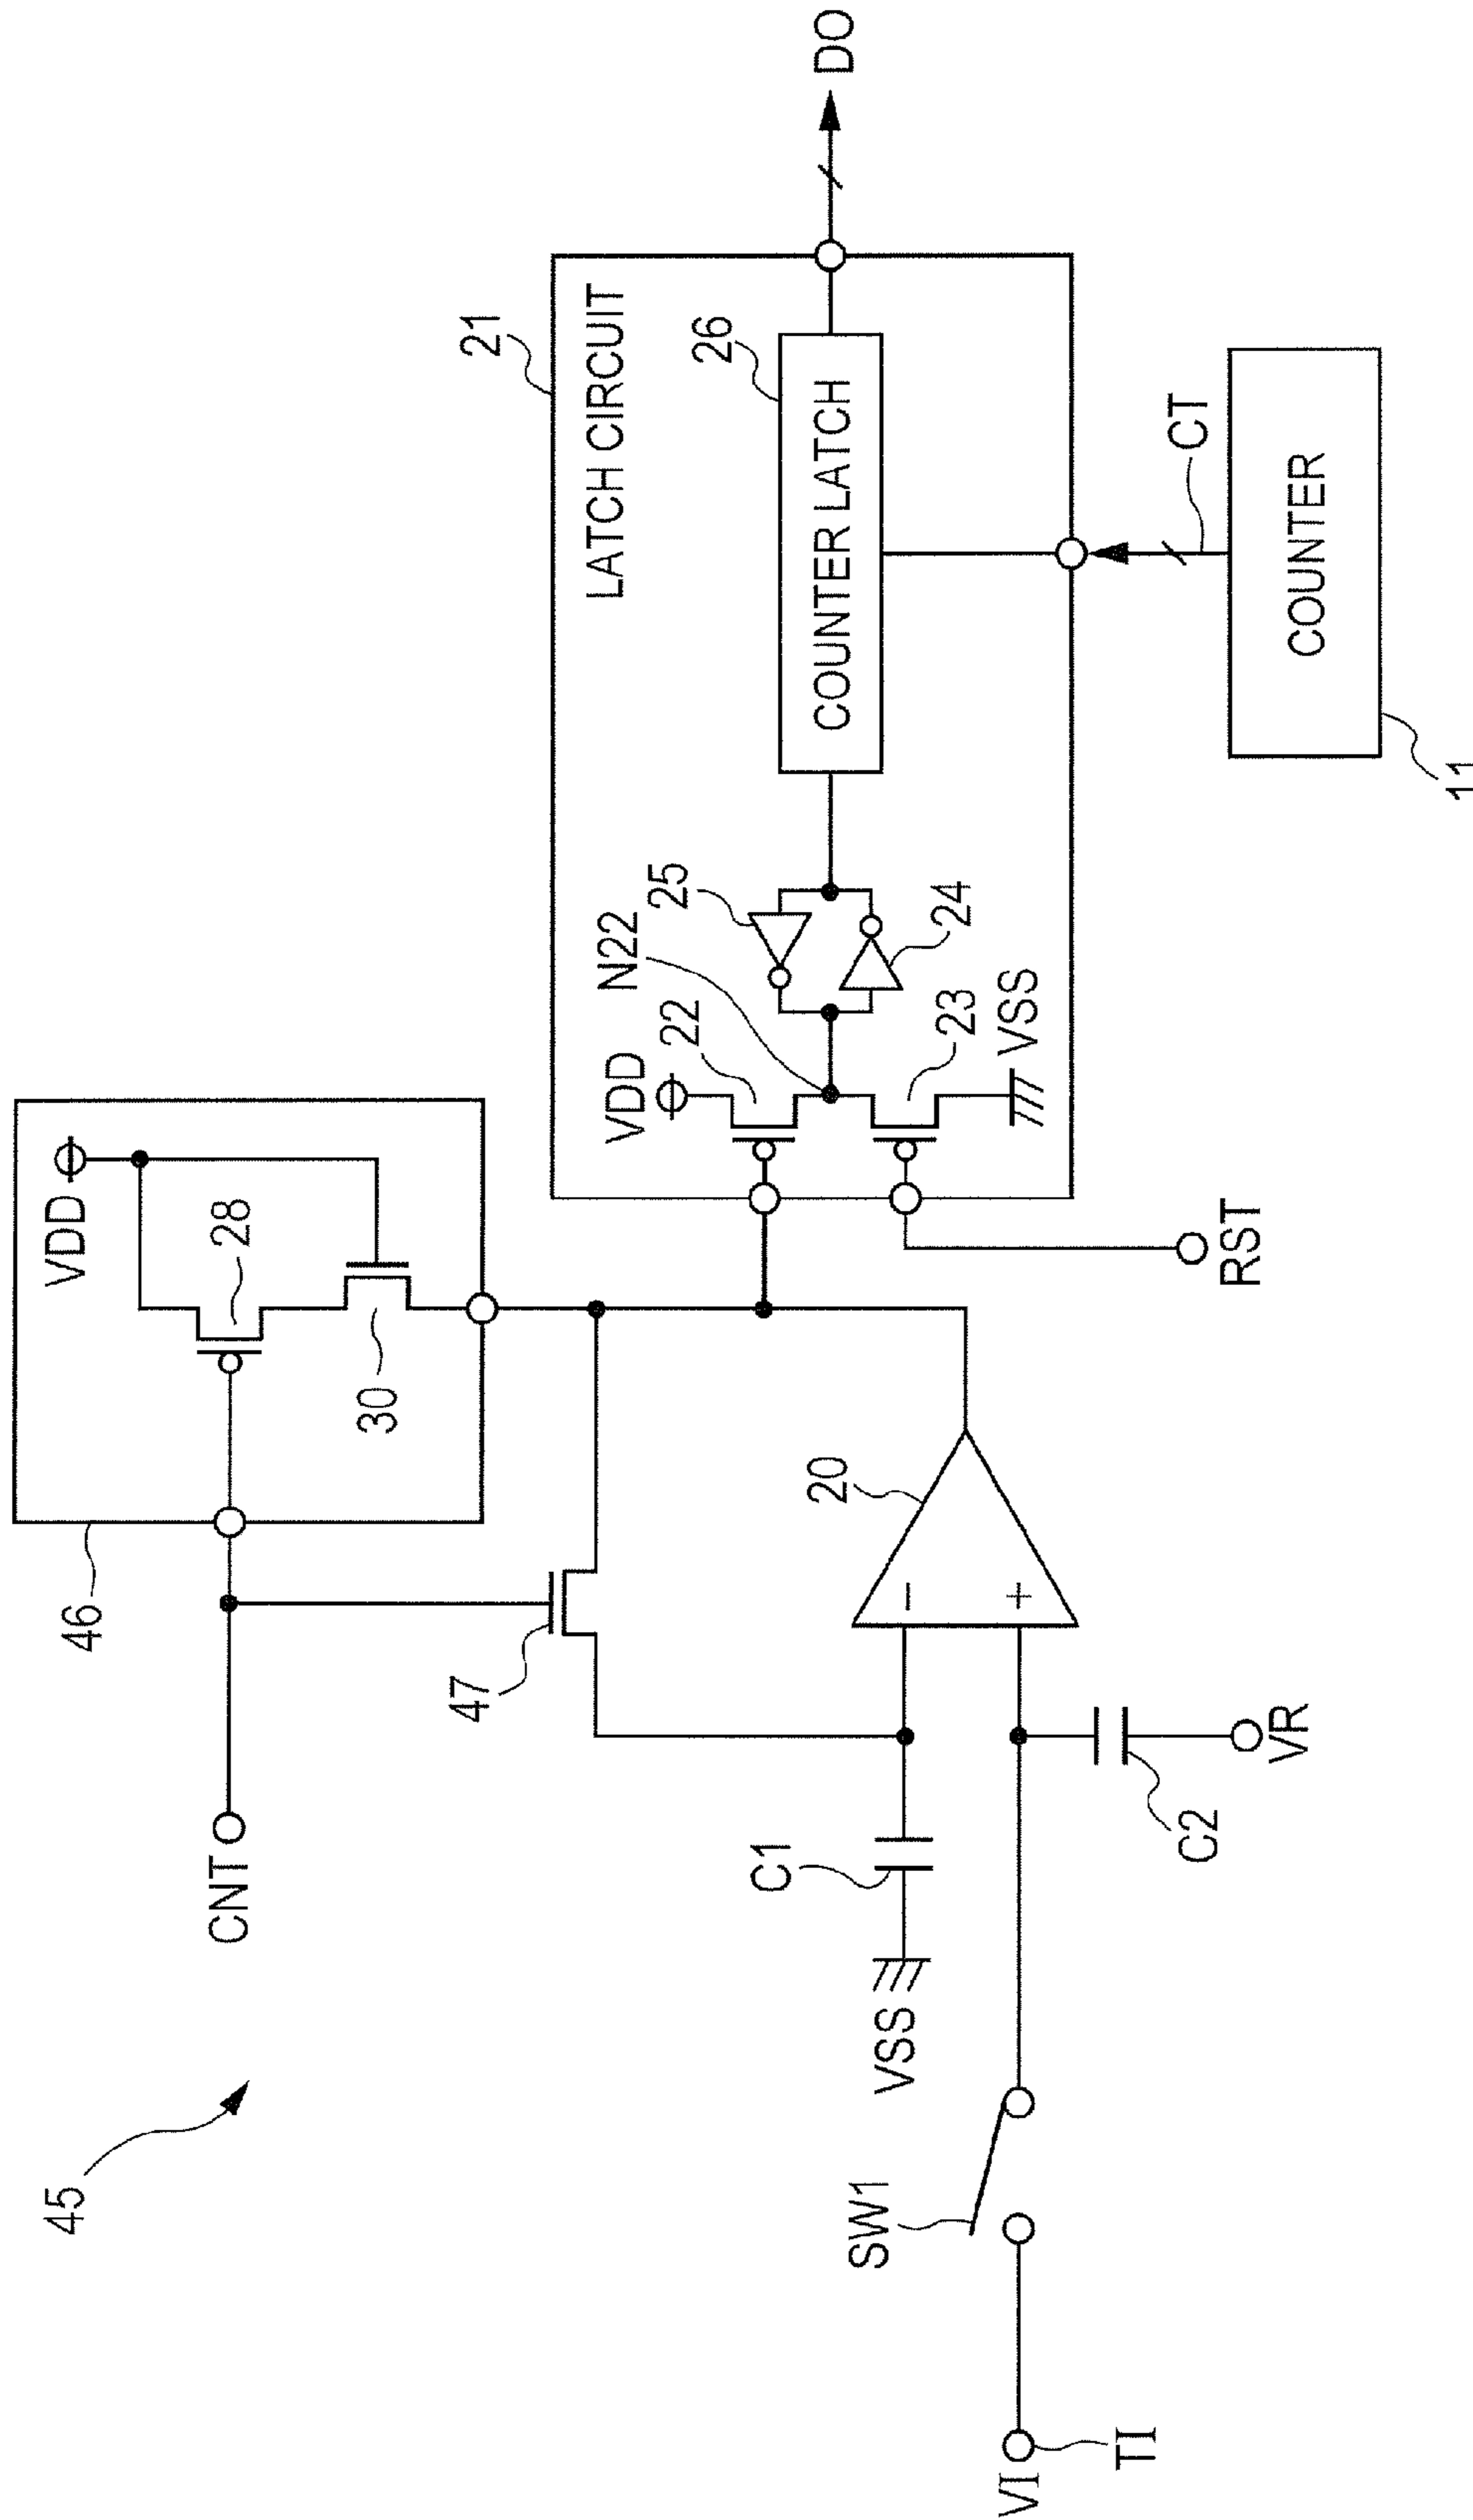 45
CNT
46
VDD
28
30
47
C1
VSS
20
−
+
SW1
VI
TI
C2
VR
21
LATCH CIRCUIT
N22
25
26
VDD
22
COUNTER LATCH
DO
24
23
VSS
RST
CT
COUNTER
11